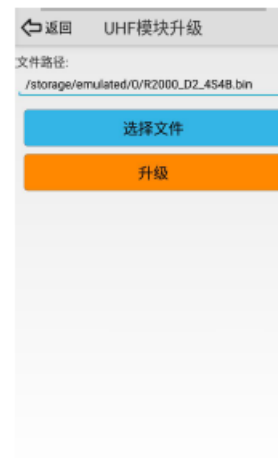 返回 UHF模块升级
文件路径:
/storage/emulated/0/R2000_D2_4S4B.bin
选择文件
升级